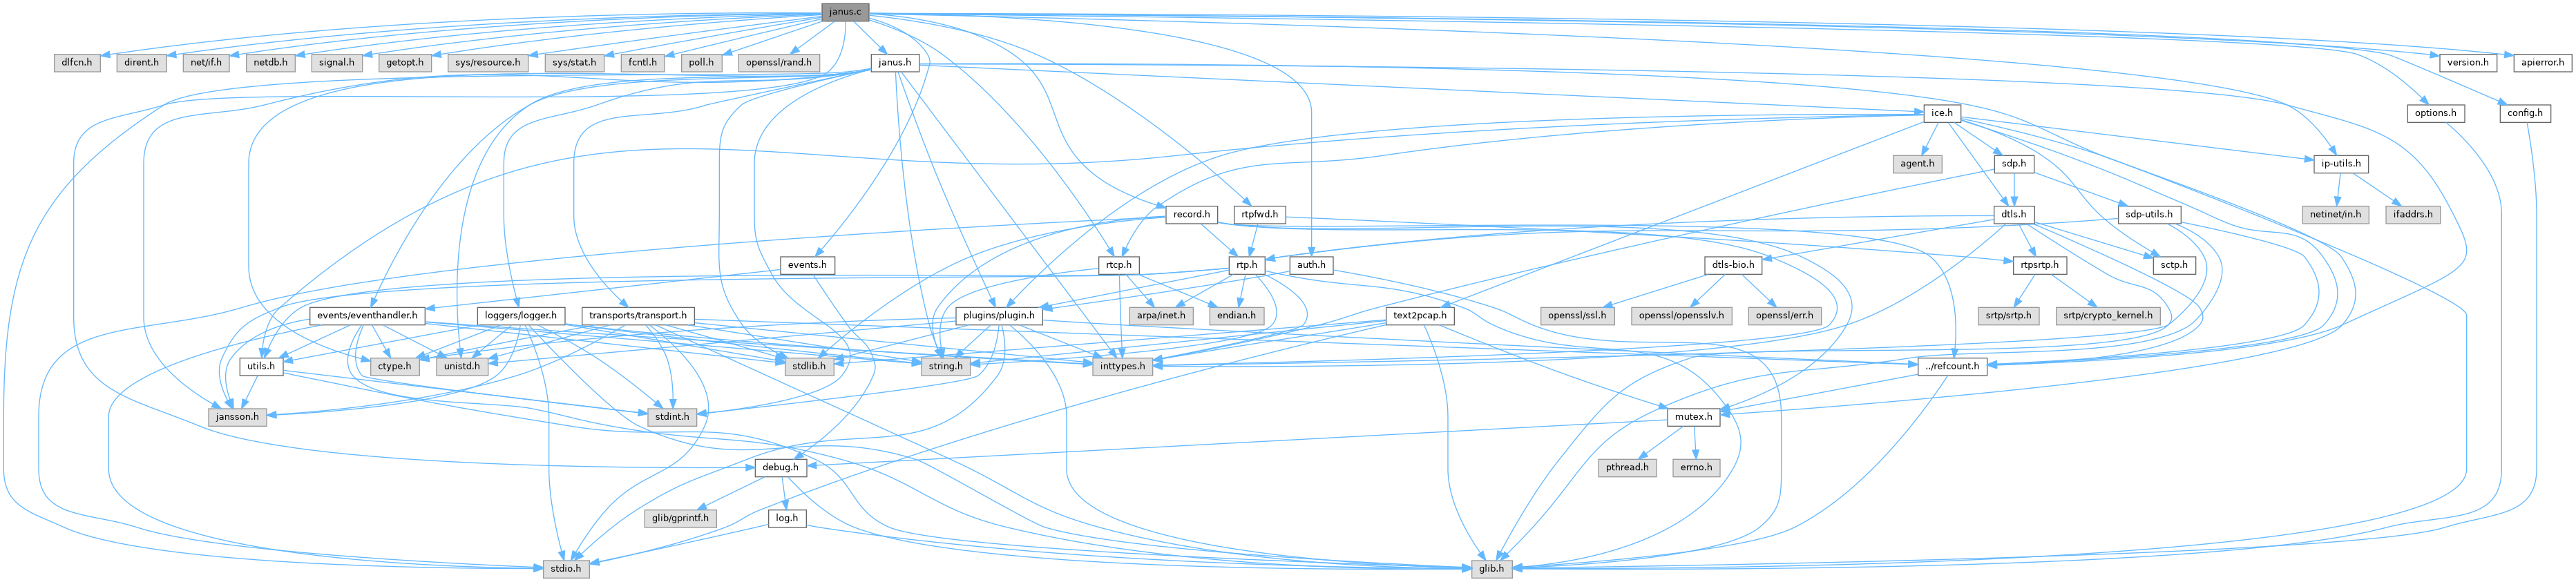 janus.c
dlfcn.h
dirent.h
net/if.h
netdb.h
signal.h
getopt.h
sys/resource.h
sys/stat.h
fcntl.h
poll.h
openssl/rand.h
janus.h
version.h
apierror.h
ice.h
options.h
config.h
agent.h
sdp.h
ip-utils.h
record.h
rtpfwd.h
dtls.h
sdp-utils.h
netinet/in.h
ifaddrs.h
events.h
rtcp.h
rtp.h
auth.h
dtls-bio.h
rtpsrtp.h
sctp.h
events/eventhandler.h
loggers/logger.h
transports/transport.h
plugins/plugin.h
arpa/inet.h
endian.h
text2pcap.h
openssl/ssl.h
openssl/opensslv.h
openssl/err.h
srtp/srtp.h
srtp/crypto_kernel.h
utils.h
ctype.h
unistd.h
stdlib.h
string.h
inttypes.h
../refcount.h
jansson.h
stdint.h
mutex.h
debug.h
pthread.h
errno.h
glib/gprintf.h
log.h
stdio.h
glib.h